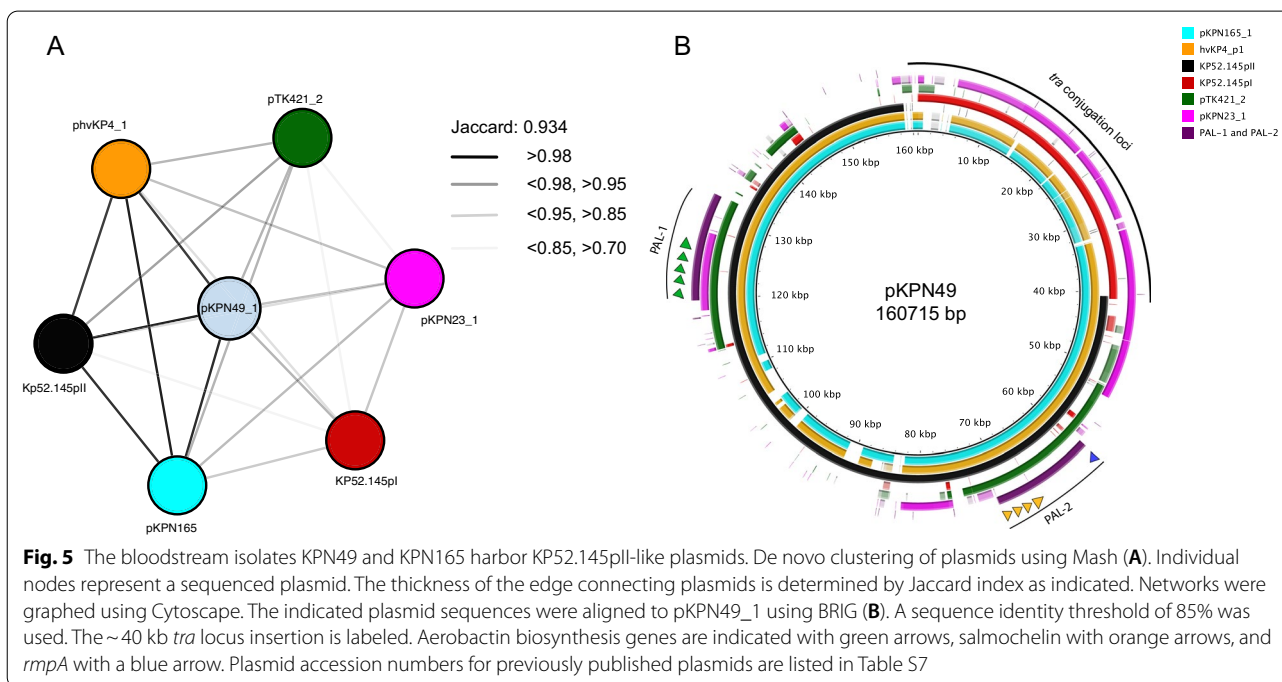 A
phvKP4_1
pTK421_2
pKPN49_1
pKPN23_1
Kp52.145pII
KP52.145pI
pKPN165
Jaccard: 0.934
>0.98
<0.98, >0.95
<0.95, >0.85
<0.85, >0.70
B
pKPN165_1
hvKP4_p1
KP52.145pII
KP52.145pI
pTK421_2
pKPN23_1
PAL-1 and PAL-2
tra conjugation loci
PAL-1
PAL-2
160 kbp
10 kbp
20 kbp
30 kbp
40 kbp
50 kbp
60 kbp
70 kbp
80 kbp
90 kbp
100 kbp
110 kbp
120 kbp
130 kbp
140 kbp
150 kbp
pKPN49
160715 bp
Fig. 5 The bloodstream isolates KPN49 and KPN165 harbor KP52.145pII-like plasmids. De novo clustering of plasmids using Mash (A). Individual
nodes represent a sequenced plasmid. The thickness of the edge connecting plasmids is determined by Jaccard index as indicated. Networks were
graphed using Cytoscape. The indicated plasmid sequences were aligned to pKPN49_1 using BRIG (B). A sequence identity threshold of 85% was
used. The ~ 40 kb tra locus insertion is labeled. Aerobactin biosynthesis genes are indicated with green arrows, salmochelin with orange arrows, and
rmpA with a blue arrow. Plasmid accession numbers for previously published plasmids are listed in Table S7